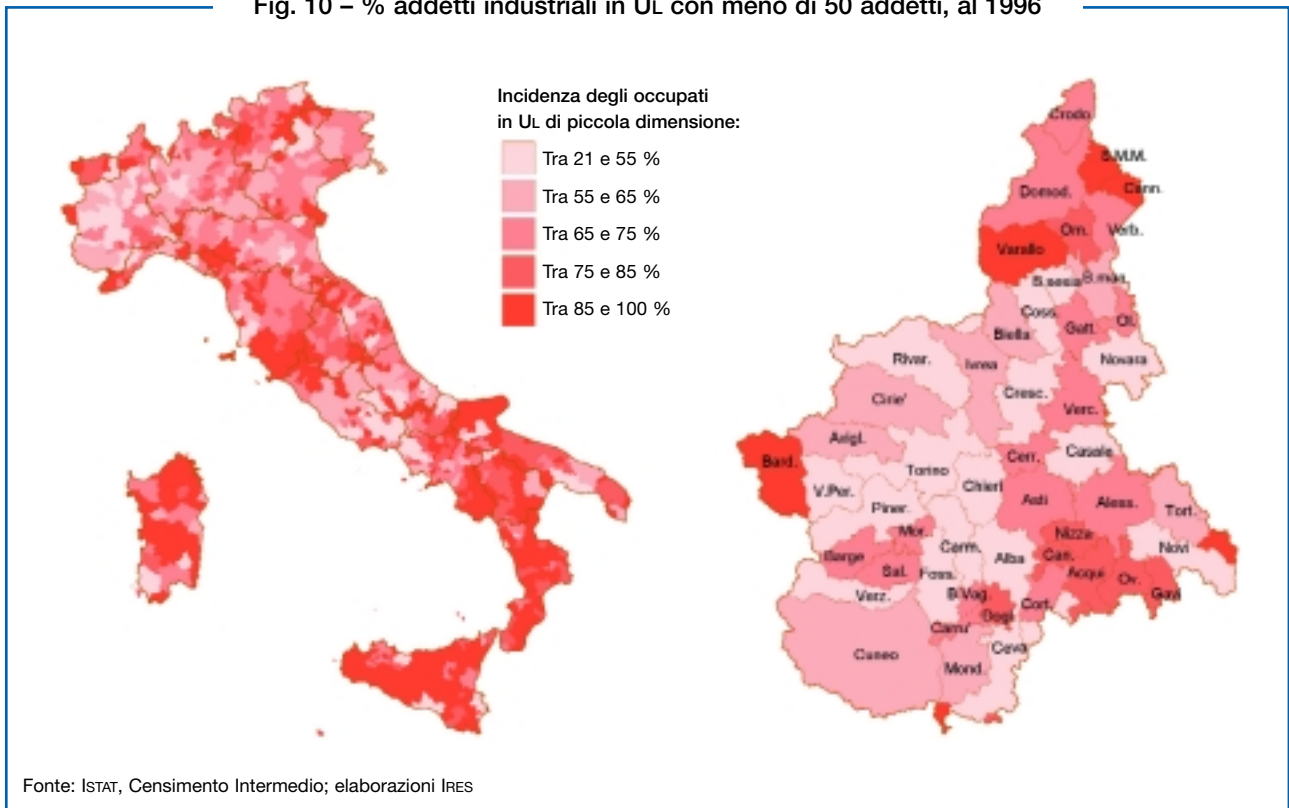 Fig. 10 – % addetti industriali in UL con meno di 50 addetti, al 1996
Incidenza degli occupati
in UL di piccola dimensione:
Tra 21 e 55 %
Tra 55 e 65 %
Tra 65 e 75 %
Tra 75 e 85 %
Tra 85 e 100 %
Crodo
S.M.M.
Cann.
Domod.
Om.
Verb.
Varallo
B.sesia
B.man.
Coss.
Biella
Gatt.
Ol.
Rivar.
Ivrea
Novara
Cirie'
Cresc.
Verc.
Avigl.
Casale
Cerr.
Bard.
Torino
V.Per.
Chieri
Asti
Aless.
Tort.
Piner.
Mor.
Nizza
Novi
Carm.
Barge
Alba
Can.
Sal.
Foss.
Acqui
Ov.
Gavi
Verz.
B.Vag.
Dogl
Cort.
Carru'
Ceva
Cuneo
Mond.
Fonte: ISTAT, Censimento Intermedio; elaborazioni IRES